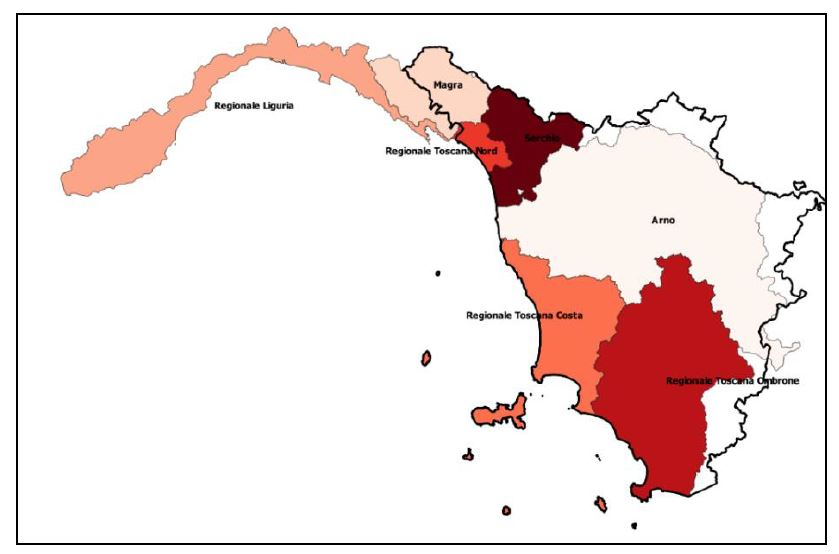 Magra
Regionale Liguria
Serchio
Regionale Toscana Nord
Arno
Regionale Toscana Costa
Regionale Toscana Ombrone